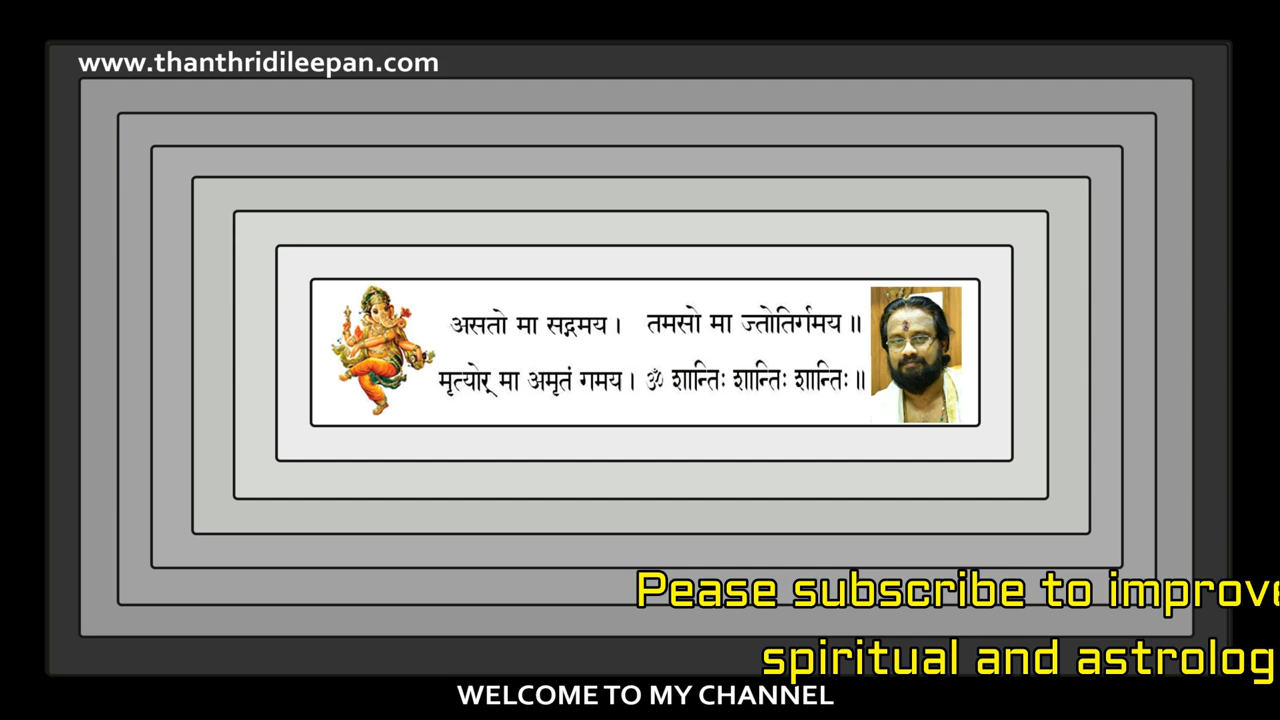 www.thanthridileepan.com
असतो मा सद्गमय। तमसो मा ज्तोतिर्गमय॥
मृत्योर् मा अमृतं गमय। ॐ शान्तिः शान्तिः शान्तिः॥
Pease subscribe to improve
spiritual and astrolog
WELCOME TO MY CHANNEL